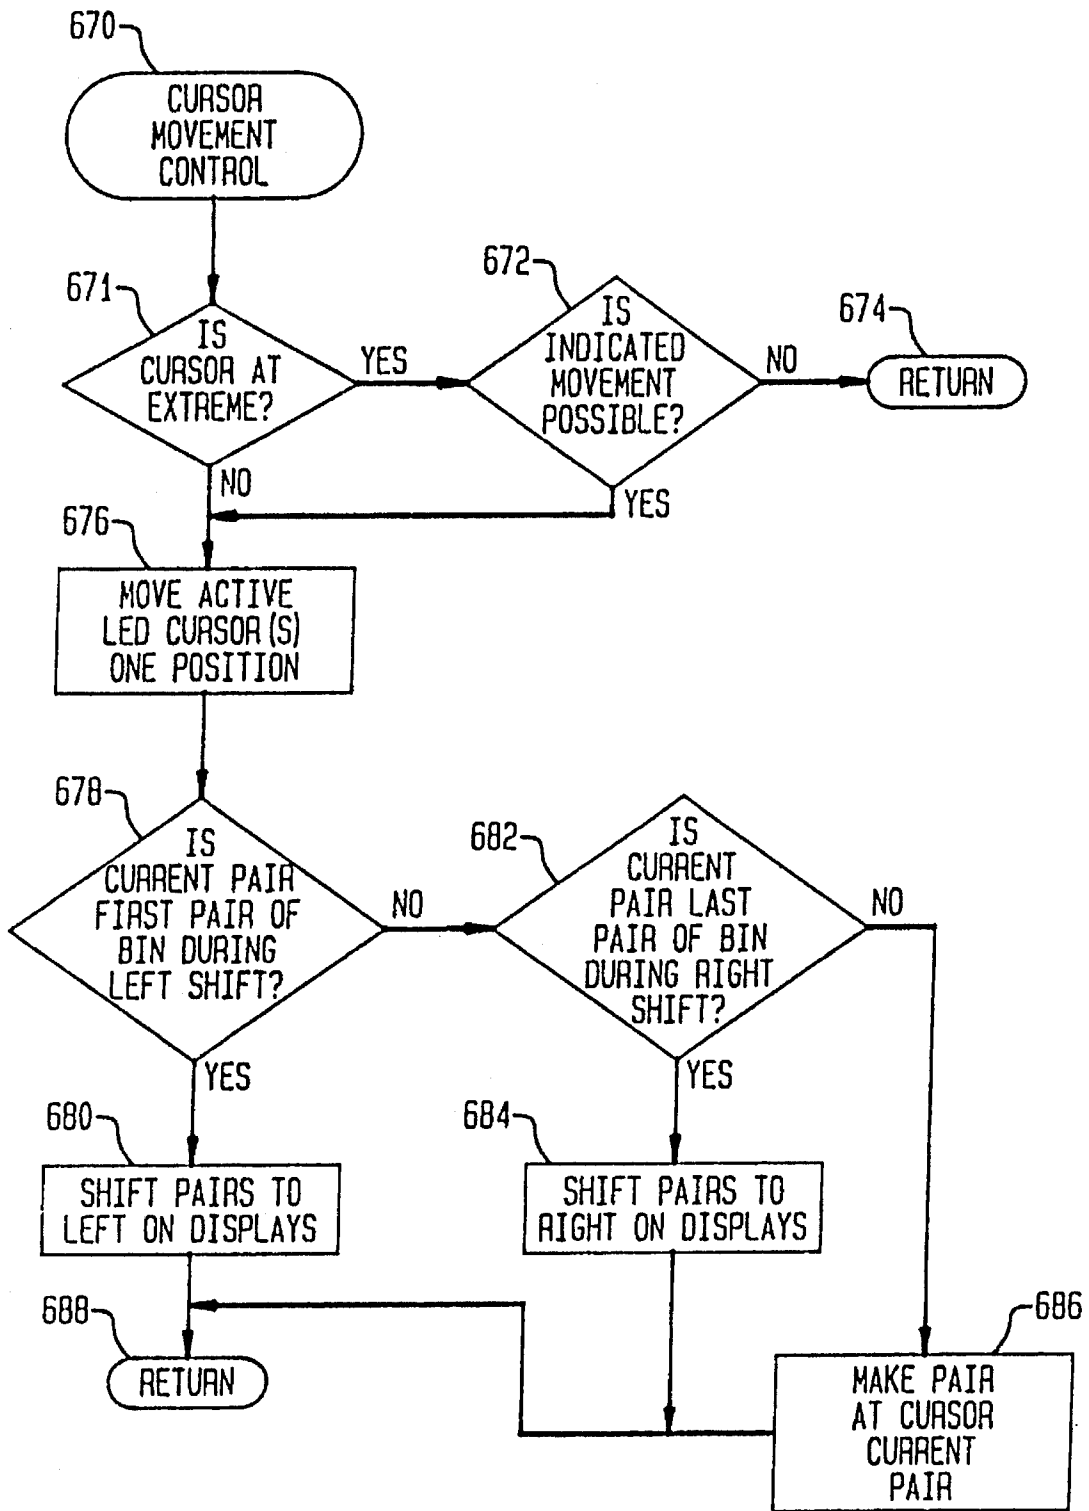 670
CURSOR
MOVEMENT
CONTROL
671
IS
CURSOR AT
EXTREME?
YES
NO
672
IS
INDICATED
MOVEMENT
POSSIBLE?
NO
YES
674
RETURN
676
MOVE ACTIVE
LED CURSOR(S)
ONE POSITION
678
IS
CURRENT PAIR
FIRST PAIR OF
BIN DURING
LEFT SHIFT?
NO
YES
682
IS
CURRENT
PAIR LAST
PAIR OF BIN
DURING RIGHT
SHIFT?
NO
YES
680
SHIFT PAIRS TO
LEFT ON DISPLAYS
684
SHIFT PAIRS TO
RIGHT ON DISPLAYS
688
RETURN
686
MAKE PAIR
AT CURSOR
CURRENT
PAIR